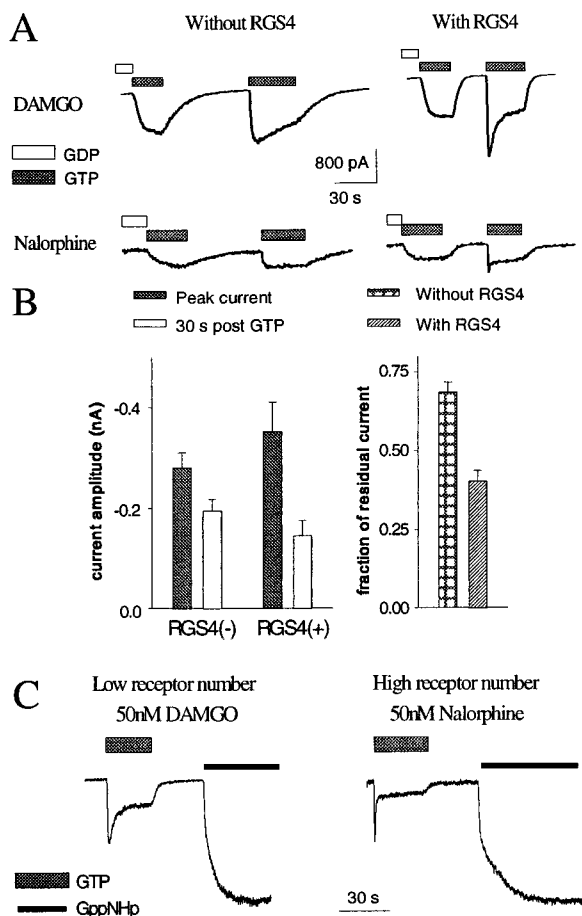 A
Without RGS4
With RGS4
DAMGO
GDP
GTP
800 pA
30 s
Nalorphine
B
Peak current
30 s post GTP
Without RGS4
With RGS4
current amplitude (nA)
-0.4
-0.2
0.0
RGS4(-)
RGS4(+)
fraction of residual current
0.75
0.50
0.25
0.00
C
Low receptor number
50nM DAMGO
High receptor number
50nM Nalorphine
GTP
GppNHp
30 s